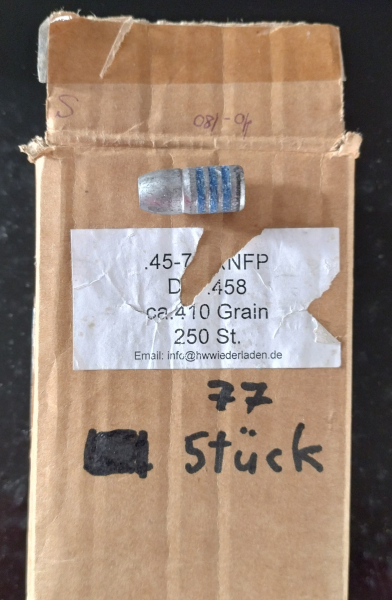 S
.45-7 NFP
D .458
ca.410 Grain
250 St.
Email: info@hwwiederladen.de
77
Stück